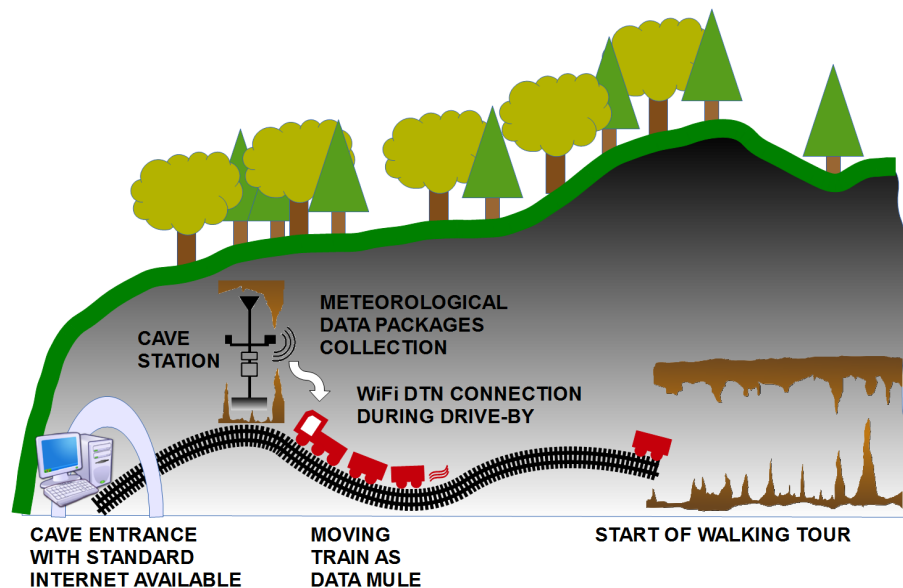 METEOROLOGICAL
DATA PACKAGES
COLLECTION
CAVE
STATION
WiFi DTN CONNECTION
DURING DRIVE-BY
CAVE ENTRANCE
WITH STANDARD
INTERNET AVAILABLE
MOVING
TRAIN AS
DATA MULE
START OF WALKING TOUR